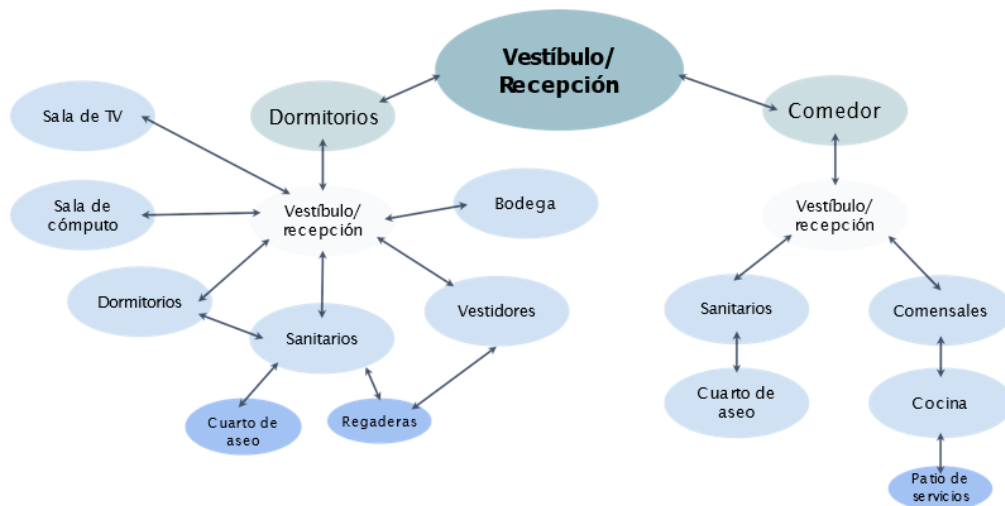 Vestíbulo/
Recepción
Dormitorios
Comedor
Sala de TV
Sala de
cómputo
Vestíbulo/
recepción
Bodega
Vestíbulo/
recepción
Dormitorios
Sanitarios
Vestidores
Sanitarios
Comensales
Cuarto de
aseo
Regaderas
Cuarto de
aseo
Cocina
Patio de
servicios